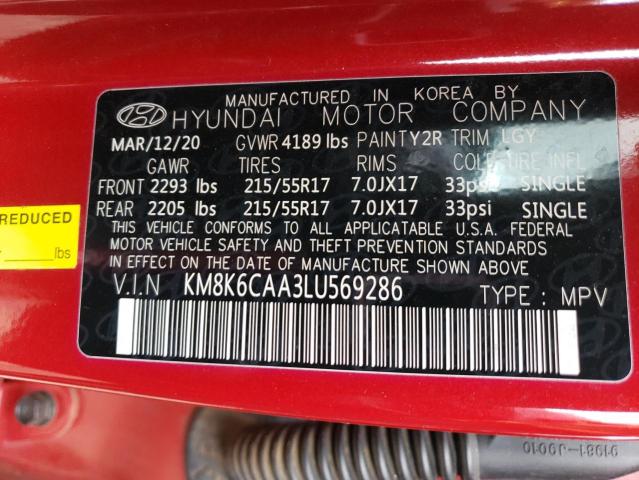 MANUFACTURED IN KOREA BY
HYUNDAI MOTOR COMPANY
MAR/12/20 GVWR 4189 lbs PAINT Y2R TRIM LGY
GAWR TIRES RIMS COLD TIRE INFL
FRONT 2293 lbs 215/55R17 7.0JX17 33psi SINGLE
REAR 2205 lbs 215/55R17 7.0JX17 33psi SINGLE
THIS VEHICLE CONFORMS TO ALL APPLICATABLE U.S.A. FEDERAL
MOTOR VEHICLE SAFETY AND THEFT PREVENTION STANDARDS
IN EFFECT ON THE DATE OF MANUFACTURE SHOWN ABOVE
V.I.N KM8K6CAA3LU569286 TYPE : MPV
REDUCED
lbs
91981-J9010